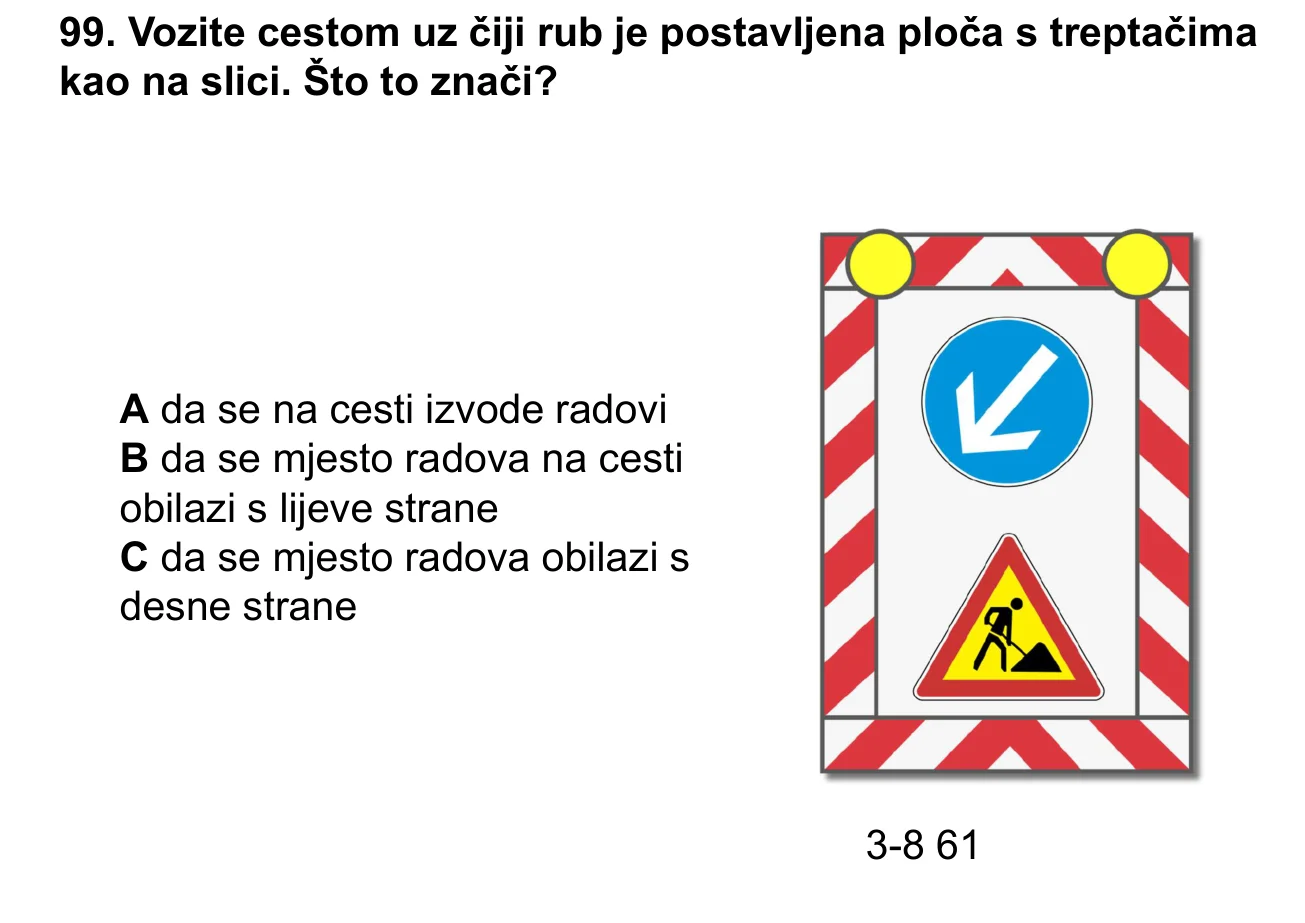 99. Vozite cestom uz čiji rub je postavljena ploča s treptačima
kao na slici. Što to znači?
A da se na cesti izvode radovi
B da se mjesto radova na cesti
obilazi s lijeve strane
C da se mjesto radova obilazi s
desne strane
3-8 61